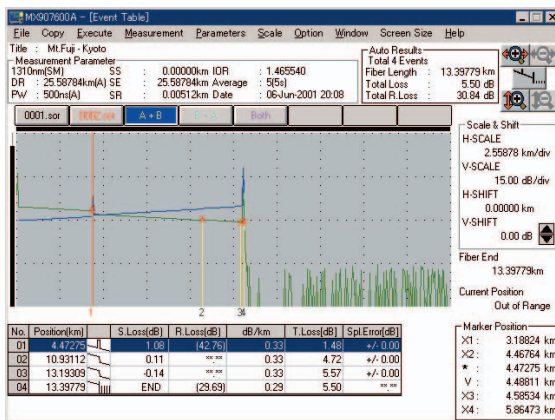 MX907600A - [Event Table]
File Copy Execute Measurement Parameters Scale Option Window Screen Size Help
Title : Mt.Fuji - Kyoto
Measurement Parameter
1310nm(SM) SS : 0.00000km IOR : 1.465540
DR : 25.58784km(A) SE : 25.58784km Average : 5(5s)
PW : 500ns(A) SR : 0.00512km Date : 06-Jun-2001 20:08
Auto Results
Total 4 Events
Fiber Length : 13.39779 km
Total Loss : 5.50 dB
Total R.Loss : 30.84 dB
0001.sor 0002.sor A + B B - A Both
Scale & Shift
H-SCALE
2.55878 km/div
V-SCALE
15.00 dB/div
H-SHIFT
0.00000 km
V-SHIFT
0.00 dB
Fiber End
13.39779 km
Current Position
Out of Range
1 2 34
No. Position(km) S.Loss(dB) R.Loss(dB) dB/km T.Loss(dB) Spl.Error(dB)
01 4.47275 1.08 (42.76) 0.33 1.48 +/- 0.00
02 10.93112 0.11 **.** 0.33 4.72 +/- 0.00
03 13.19309 -0.14 **.** 0.33 5.57 +/- 0.00
04 13.39779 END (29.69) 0.29 5.50 **.**
Marker Position
X1 : 3.18824 km
X2 : 4.46764 km
* : 4.47275 km
V : 4.48811 km
X3 : 4.58534 km
X4 : 5.86473 km